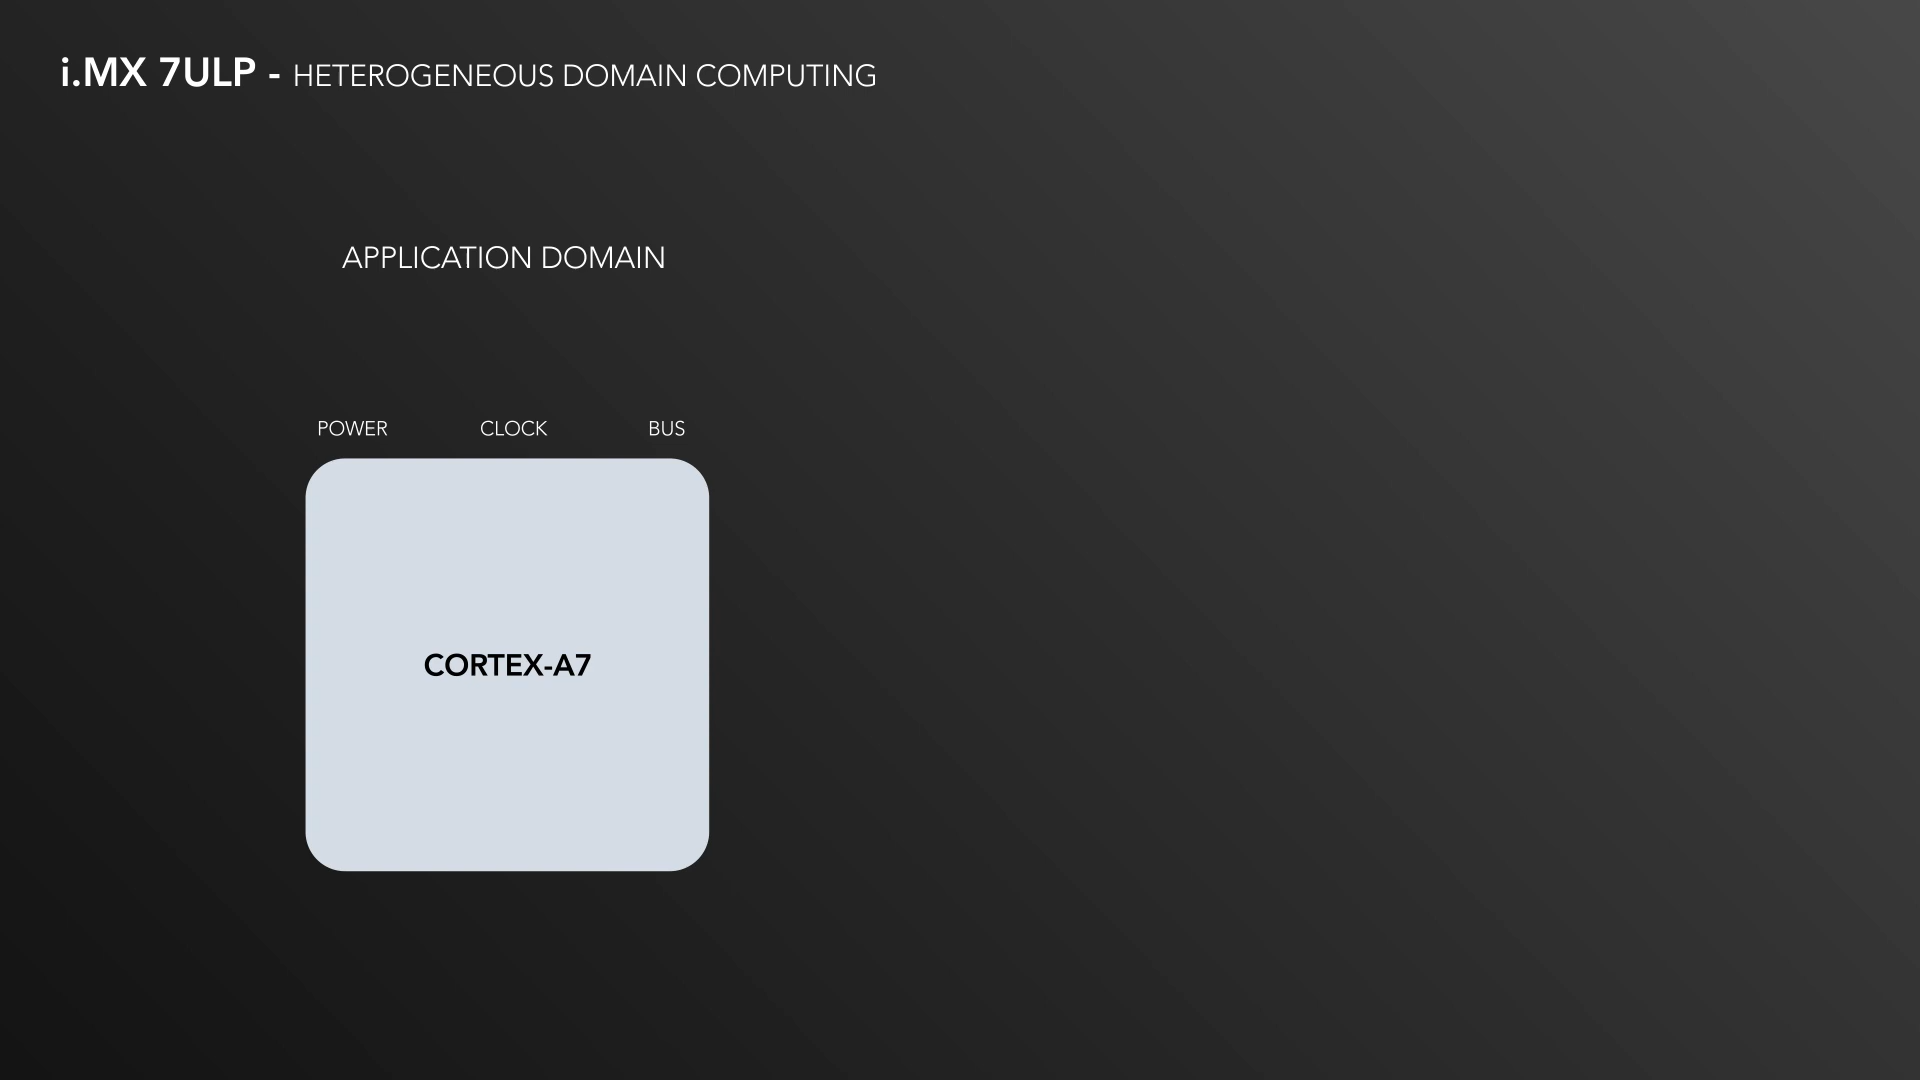 i.MX 7ULP - HETEROGENEOUS DOMAIN COMPUTING
APPLICATION DOMAIN
POWER CLOCK BUS
CORTEX-A7